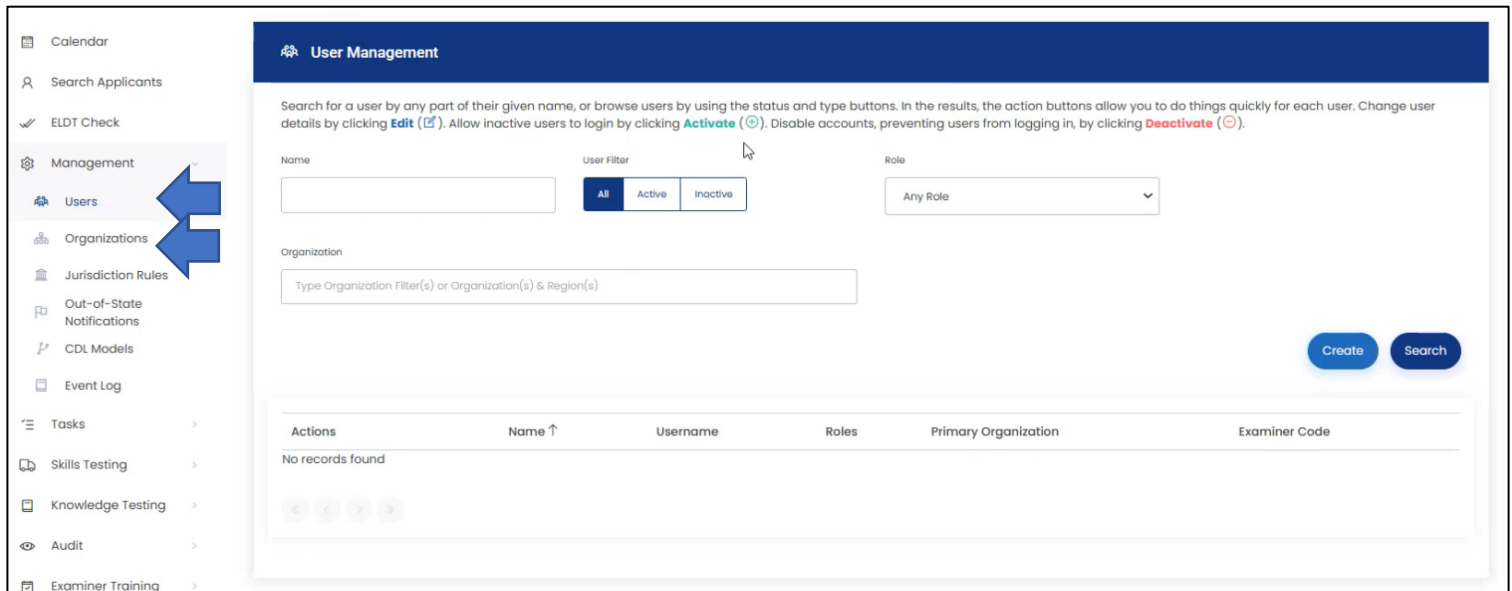 Calendar
Search Applicants
ELDT Check
Management
Users
Organizations
Jurisdiction Rules
Out-of-State
Notifications
CDL Models
Event Log
Tasks
Skills Testing
Knowledge Testing
Audit
Examiner Training
User Management
Search for a user by any part of their given name, or browse users by using the status and type buttons. In the results, the action buttons allow you to do things quickly for each user. Change user
details by clicking Edit ( ). Allow inactive users to login by clicking Activate ( ). Disable accounts, preventing users from logging in, by clicking Deactivate ( ).
Name
User Filter
Role
All Active Inactive
Any Role
Organization
Type Organization Filter(s) or Organization(s) & Region(s)
Create Search
Actions Name ↑ Username Roles Primary Organization Examiner Code
No records found